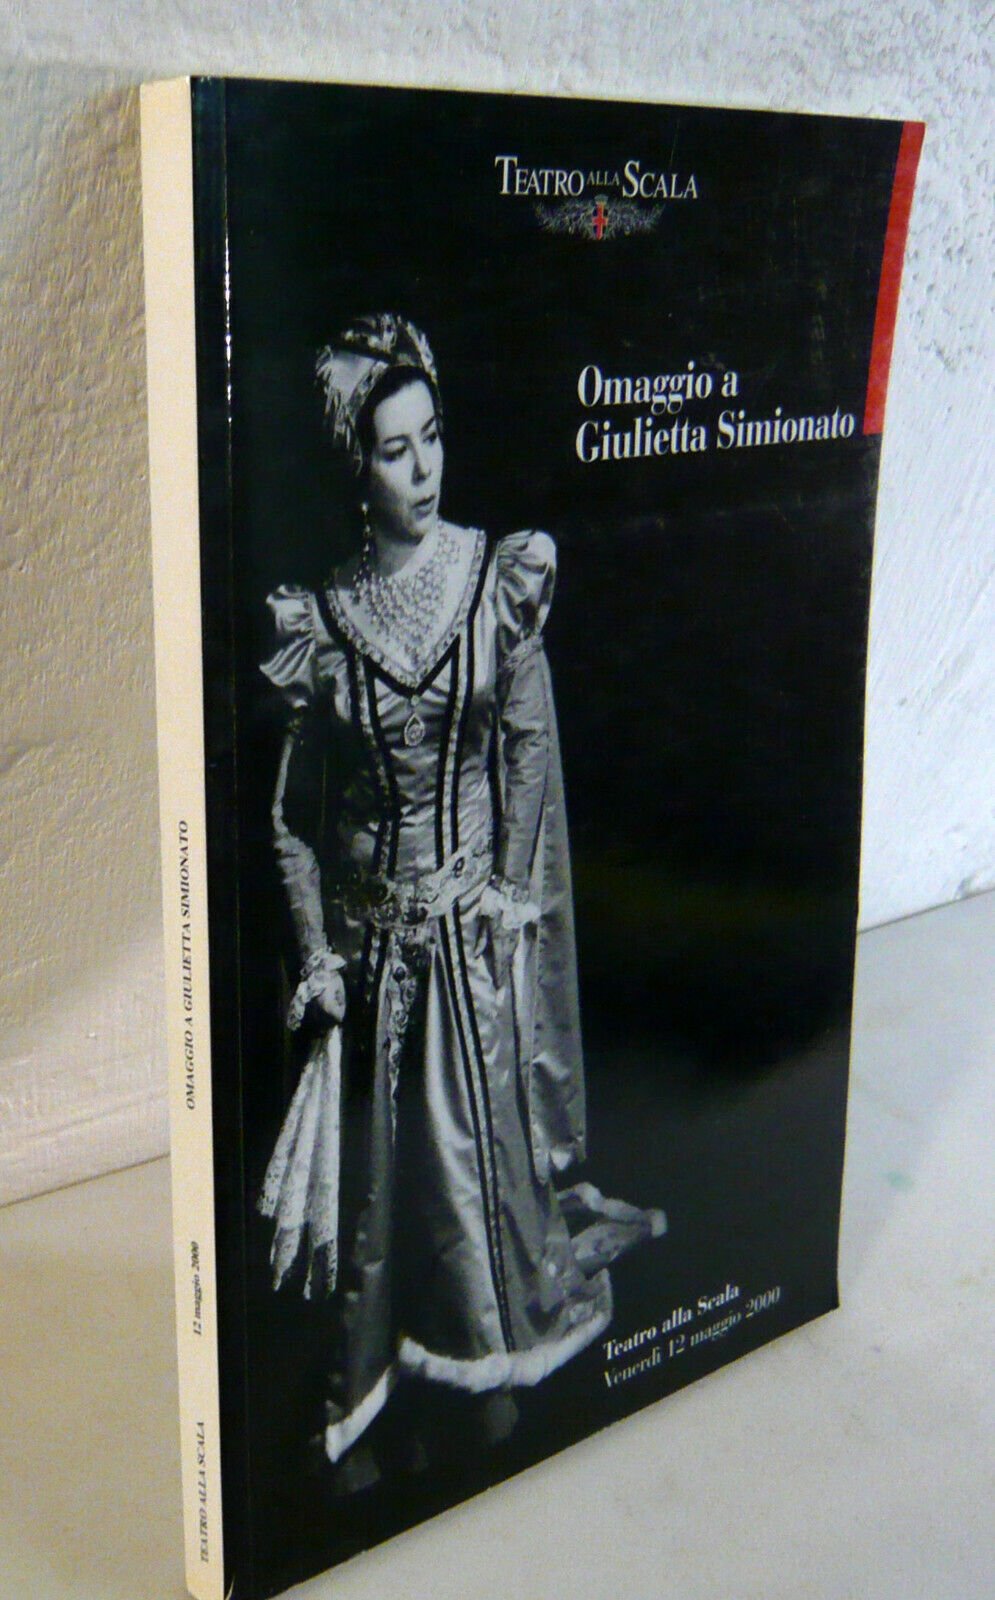 TEATRO ALLA SCALA
Omaggio a
Giulietta Simionato
Teatro alla Scala
Venerdì 12 maggio 2000
TEATRO ALLA SCALA 12 maggio 2000 OMAGGIO A GIULIETTA SIMIONATO